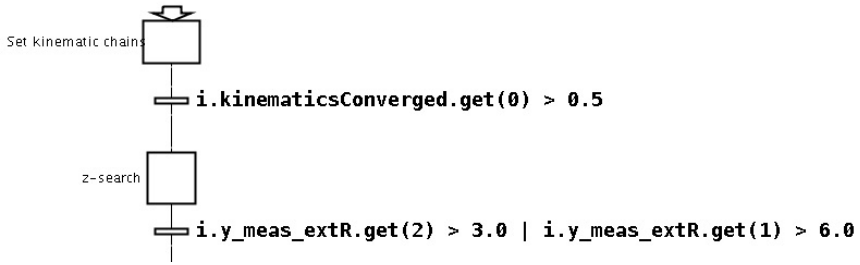 Set kinematic chains
i.kinematicsConverged.get(0) > 0.5
z-search
i.y_meas_extR.get(2) > 3.0 | i.y_meas_extR.get(1) > 6.0